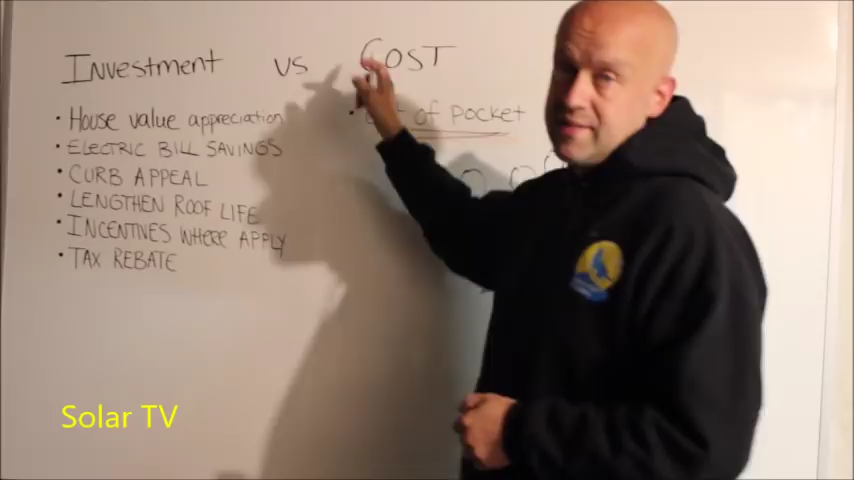 Investment vs COST
• House value appreciation
• of pocket
• ELECTRIC BILL SAVINGS
• CURB APPEAL
• LENGTHEN ROOF LIFE
• INCENTIVES WHERE APPLY
• TAX REBATE
Solar TV